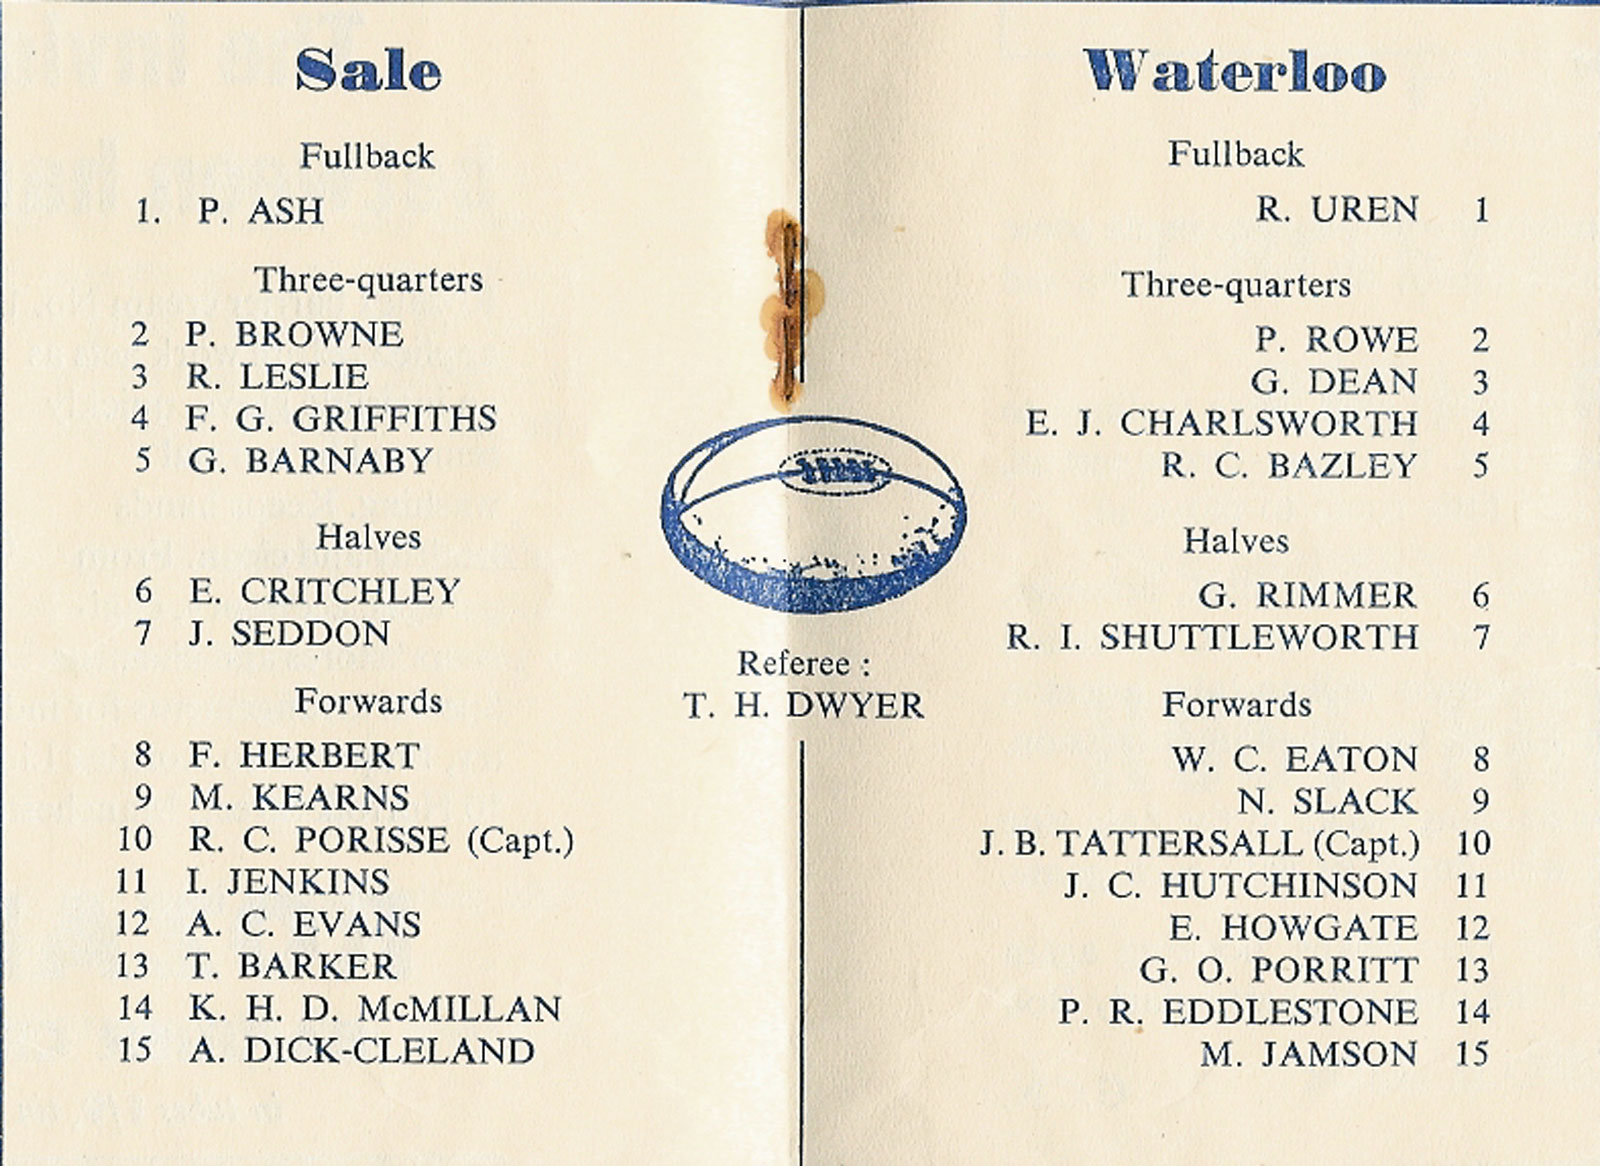 Sale
Fullback
1. P. ASH
Three-quarters
2 P. BROWNE
3 R. LESLIE
4 F. G. GRIFFITHS
5 G. BARNABY
Halves
6 E. CRITCHLEY
7 J. SEDDON
Forwards
8 F. HERBERT
9 M. KEARNS
10 R. C. PORISSE (Capt.)
11 I. JENKINS
12 A. C. EVANS
13 T. BARKER
14 K. H. D. McMILLAN
15 A. DICK-CLELAND
Referee :
T. H. DWYER
Waterloo
Fullback
R. UREN 1
Three-quarters
P. ROWE 2
G. DEAN 3
E. J. CHARLSWORTH 4
R. C. BAZLEY 5
Halves
G. RIMMER 6
R. I. SHUTTLEWORTH 7
Forwards
W. C. EATON 8
N. SLACK 9
J. B. TATTERSALL (Capt.) 10
J. C. HUTCHINSON 11
E. HOWGATE 12
G. O. PORRITT 13
P. R. EDDLESTONE 14
M. JAMSON 15